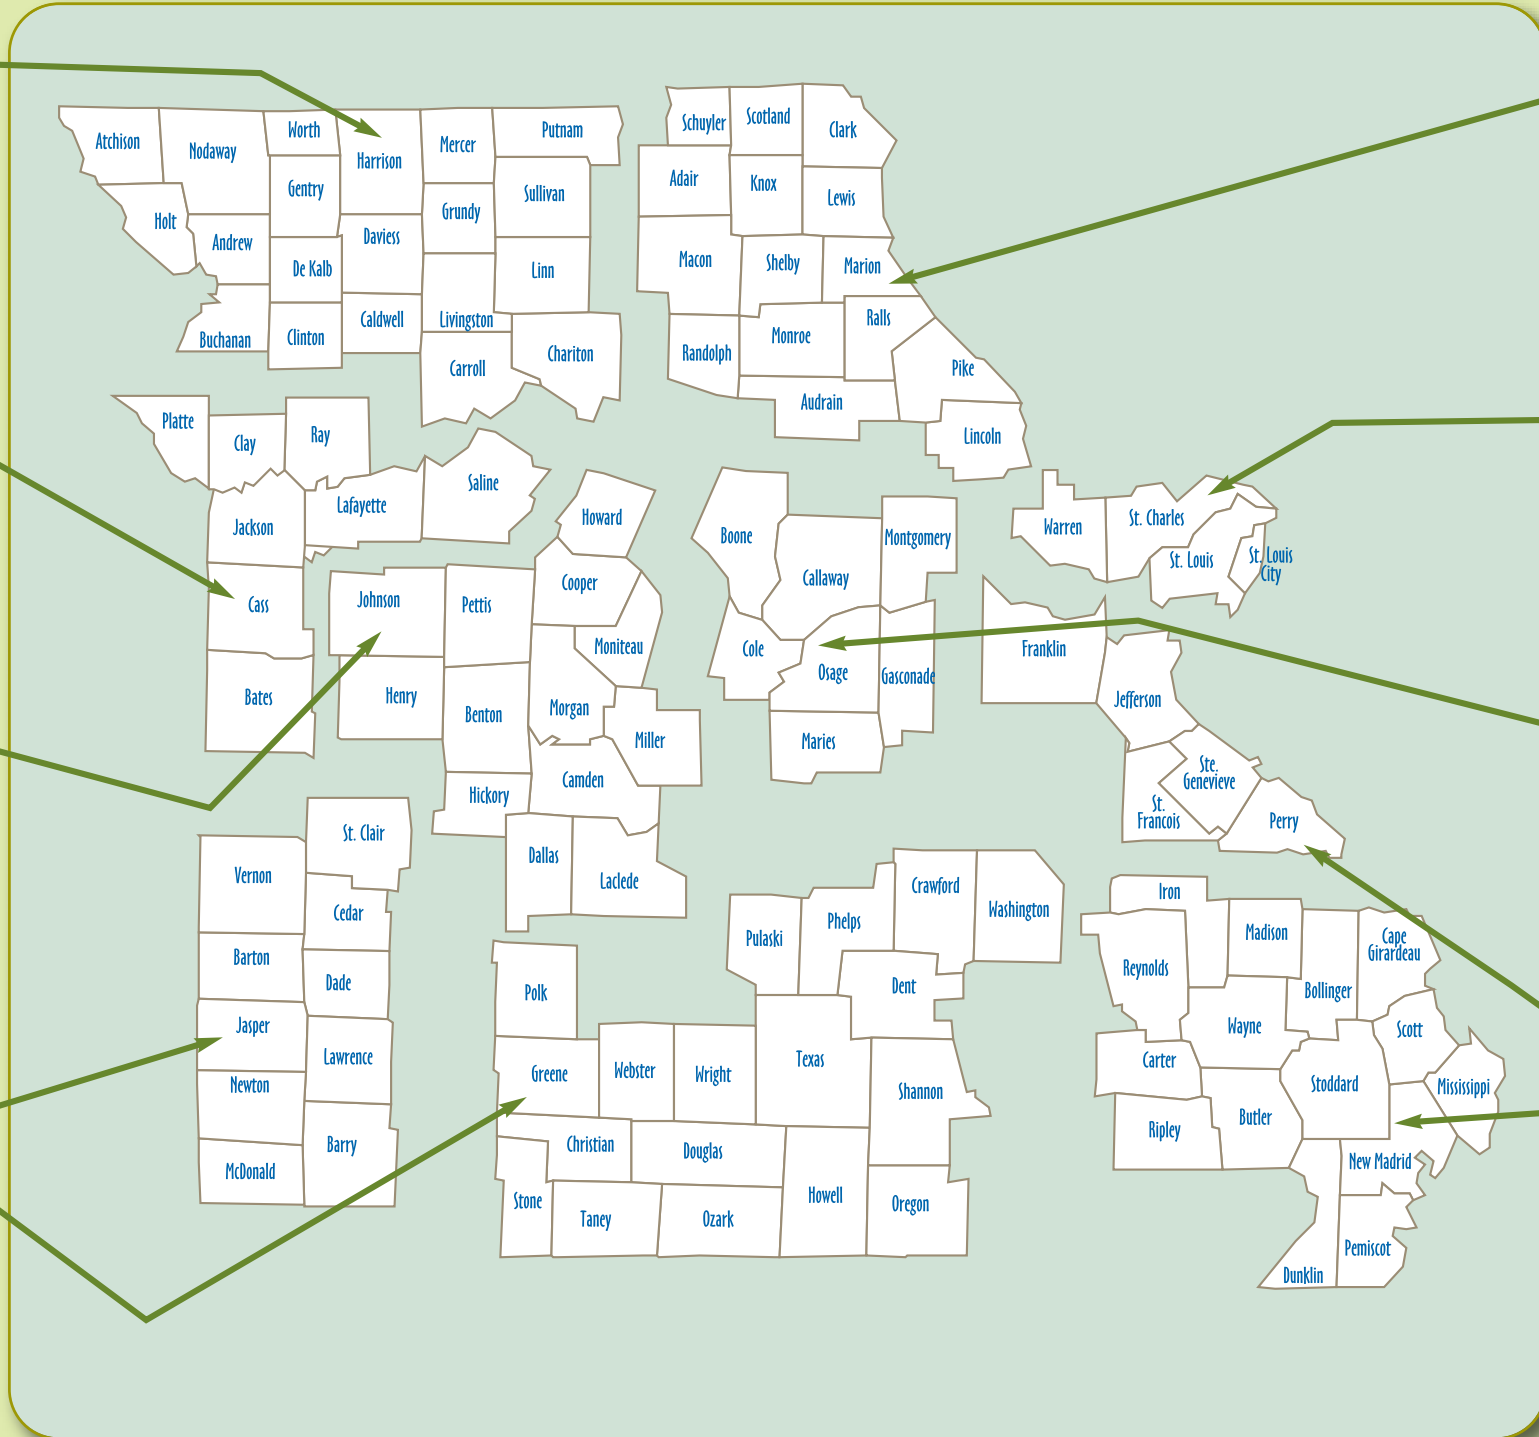 Atchison
Nodaway
Worth
Harrison
Mercer
Putnam
Gentry
Sullivan
Grundy
Holt
Andrew
Daviess
De Kalb
Linn
Buchanan
Clinton
Caldwell
Livingston
Carroll
Chariton
Schuyler
Scotland
Clark
Adair
Knox
Lewis
Macon
Shelby
Marion
Ralls
Randolph
Monroe
Pike
Audrain
Lincoln
Platte
Clay
Ray
Jackson
Lafayette
Saline
Cass
Bates
Howard
Cooper
Johnson
Pettis
Moniteau
Henry
Benton
Morgan
Miller
Hickory
Camden
Dallas
Laclede
Boone
Callaway
Montgomery
Cole
Osage
Gasconade
Maries
Warren
St. Charles
St. Louis
St. Louis
City
Franklin
Jefferson
Ste.
Genevieve
St.
Francois
Perry
St. Clair
Vernon
Cedar
Barton
Dade
Jasper
Lawrence
Newton
Barry
McDonald
Polk
Greene
Webster
Wright
Texas
Christian
Douglas
Stone
Taney
Ozark
Howell
Oregon
Shannon
Pulaski
Phelps
Crawford
Washington
Dent
Iron
Reynolds
Madison
Cape
Girardeau
Bollinger
Wayne
Scott
Carter
Stoddard
Mississippi
Ripley
Butler
New Madrid
Pemiscot
Dunklin